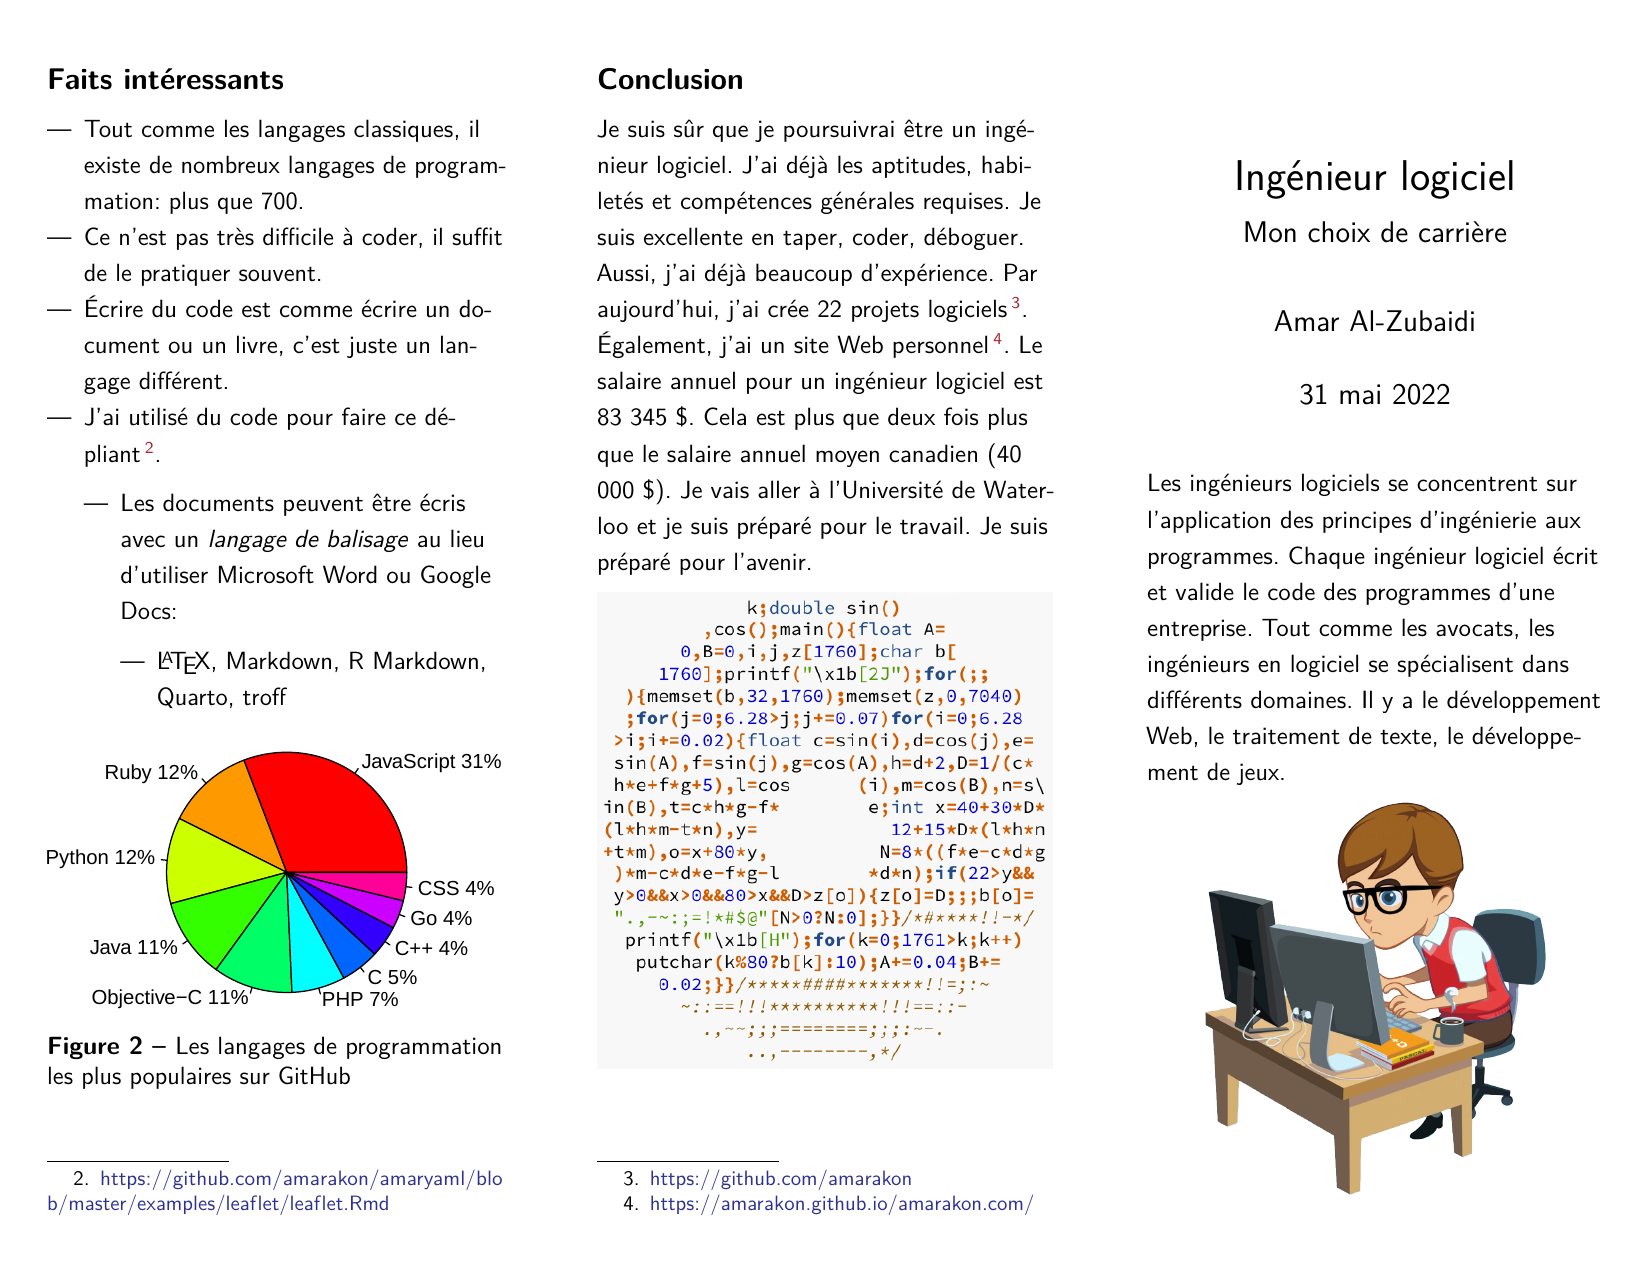 Faits intéressants
— Tout comme les langages classiques, il
existe de nombreux langages de program-
mation: plus que 700.
— Ce n'est pas très difficile à coder, il suffit
de le pratiquer souvent.
— Écrire du code est comme écrire un do-
cument ou un livre, c'est juste un lan-
gage différent.
— J'ai utilisé du code pour faire ce dé-
pliant 2.
— Les documents peuvent être écris
avec un langage de balisage au lieu
d'utiliser Microsoft Word ou Google
Docs:
— LATEX, Markdown, R Markdown,
Quarto, troff
JavaScript 31%
Ruby 12%
Python 12%
Java 11%
Objective−C 11%
PHP 7%
C 5%
C++ 4%
Go 4%
CSS 4%
Figure 2 – Les langages de programmation
les plus populaires sur GitHub
2. https://github.com/amarakon/amaryaml/blo
b/master/examples/leaflet/leaflet.Rmd
Conclusion
Je suis sûr que je poursuivrai être un ingé-
nieur logiciel. J'ai déjà les aptitudes, habi-
letés et compétences générales requises. Je
suis excellente en taper, coder, déboguer.
Aussi, j'ai déjà beaucoup d'expérience. Par
aujourd'hui, j'ai crée 22 projets logiciels 3.
Également, j'ai un site Web personnel 4. Le
salaire annuel pour un ingénieur logiciel est
83 345 $. Cela est plus que deux fois plus
que le salaire annuel moyen canadien (40
000 $). Je vais aller à l'Université de Water-
loo et je suis préparé pour le travail. Je suis
préparé pour l'avenir.
k;double sin()
,cos();main(){float A=
0,B=0,i,j,z[1760];char b[
1760];printf("\x1b[2J");for(;;
){memset(b,32,1760);memset(z,0,7040)
;for(j=0;6.28>j;j+=0.07)for(i=0;6.28
>i;i+=0.02){float c=sin(i),d=cos(j),e=
sin(A),f=sin(j),g=cos(A),h=d+2,D=1/(c*
h*e+f*g+5),l=cos      (i),m=cos(B),n=s\
in(B),t=c*h*g-f*        e;int x=40+30*D*
(l*h*m-t*n),y=            12+15*D*(l*h*n
+t*m),o=x+80*y,          N=8*((f*e-c*d*g
)*m-c*d*e-f*g-l        *d*n);if(22>y&&
y>0&&x>0&&80>x&&D>z[o]){z[o]=D;;;b[o]=
".,-~:;=!*#$@"[N>0?N:0];}}/*#****!!-*/
printf("\x1b[H");for(k=0;1761>k;k++)
putchar(k%80?b[k]:10);A+=0.04;B+=
0.02;}}/*****####*******!!=;:~
~::==!!!**********!!!==::-
.,~~;;;========;;;:~-.
..,--------,*/
3. https://github.com/amarakon
4. https://amarakon.github.io/amarakon.com/
Ingénieur logiciel
Mon choix de carrière
Amar Al-Zubaidi
31 mai 2022
Les ingénieurs logiciels se concentrent sur
l'application des principes d'ingénierie aux
programmes. Chaque ingénieur logiciel écrit
et valide le code des programmes d'une
entreprise. Tout comme les avocats, les
ingénieurs en logiciel se spécialisent dans
différents domaines. Il y a le développement
Web, le traitement de texte, le développe-
ment de jeux.